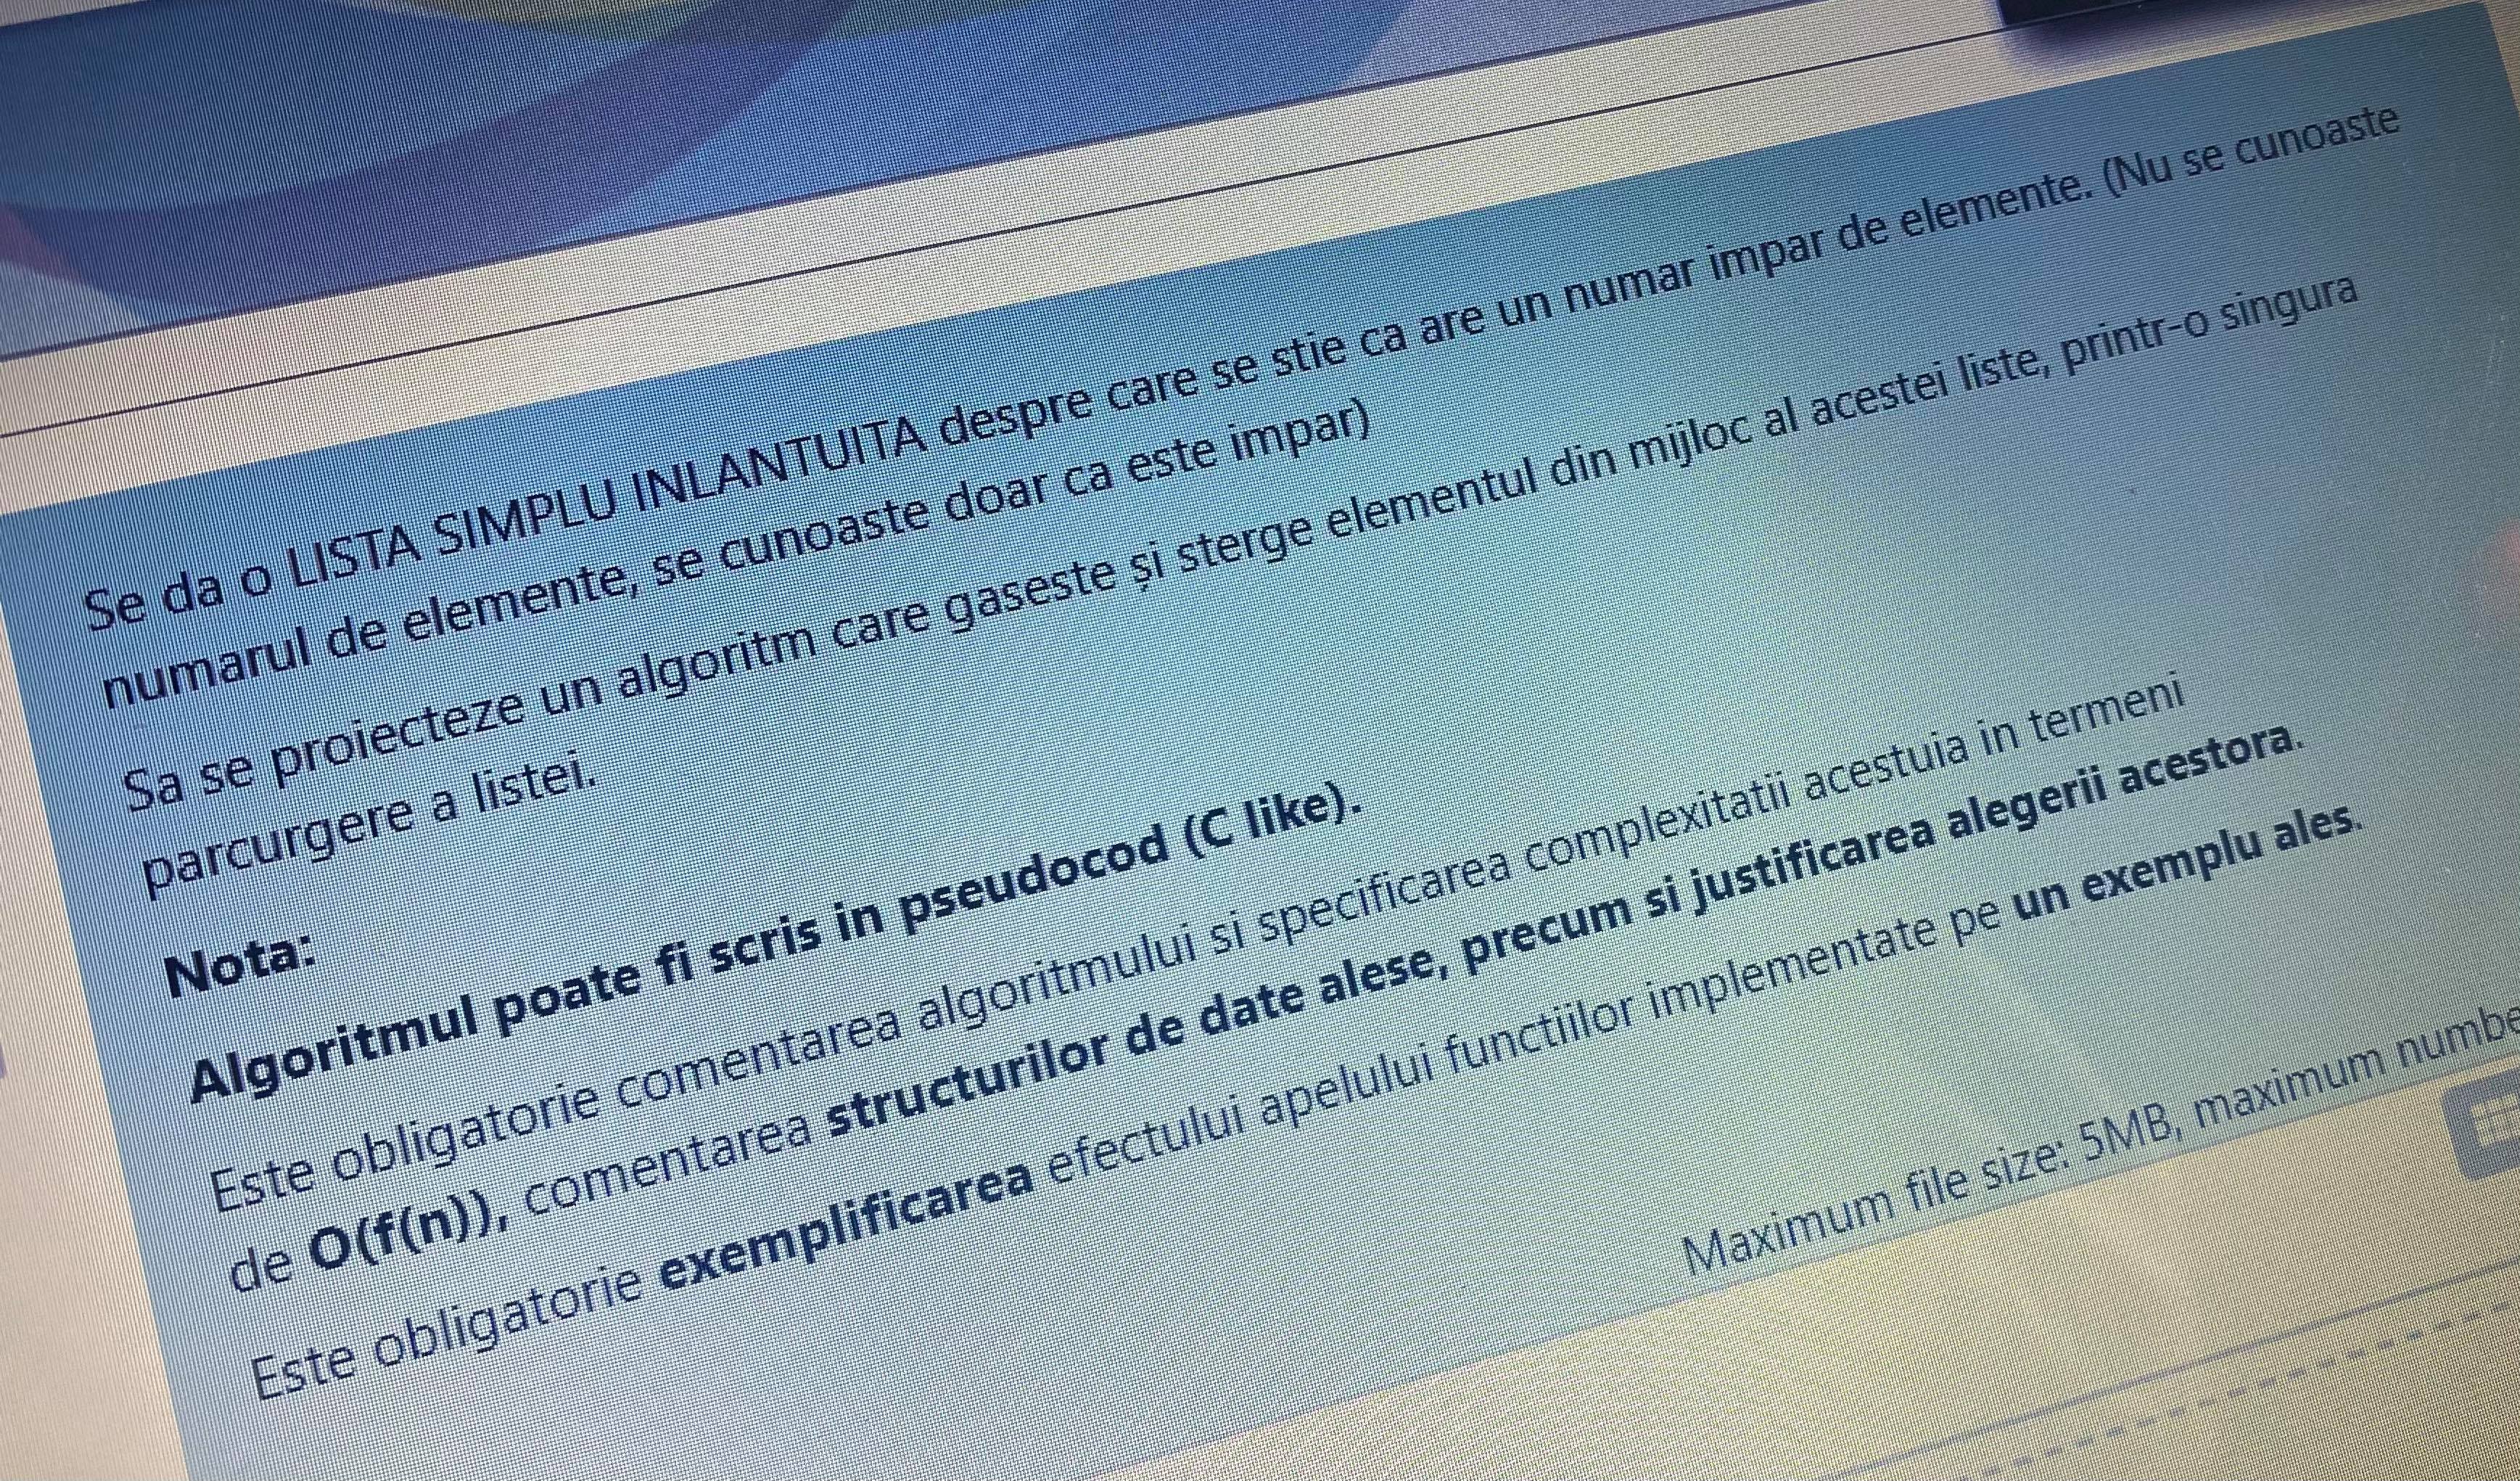 Se da o LISTA SIMPLU INLANTUITA despre care se stie ca are un numar impar de elemente. (Nu se cunoaste
numarul de elemente, se cunoaste doar ca este impar)
Sa se proiecteze un algoritm care gaseste și sterge elementul din mijloc al acestei liste, printr-o singura
parcurgere a listei.
Nota:
Algoritmul poate fi scris in pseudocod (C like).
Este obligatorie comentarea algoritmului si specificarea complexitatii acestuia in termeni
de O(f(n)), comentarea structurilor de date alese, precum si justificarea alegerii acestora.
Este obligatorie exemplificarea efectului apelului functiilor implementate pe un exemplu ales.
Maximum file size: 5MB, maximum numbe